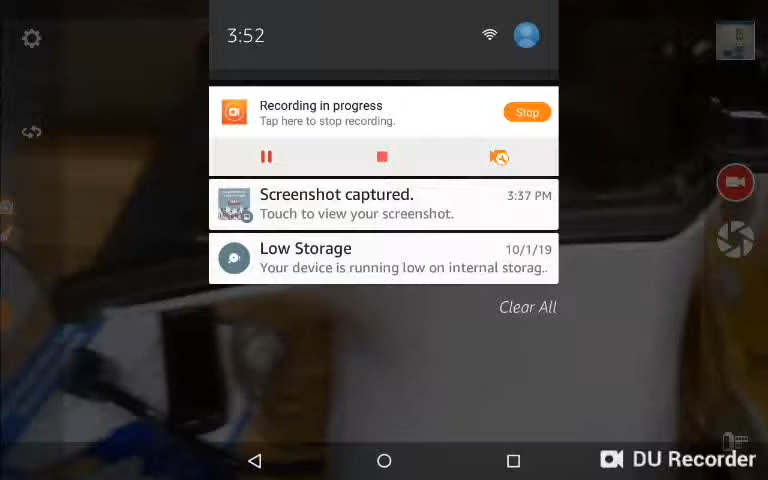 3:52
Recording in progress
Tap here to stop recording.
Stop
Screenshot captured.
3:37 PM
Touch to view your screenshot.
Low Storage
10/1/19
Your device is running low on internal storag..
Clear All
DU Recorder